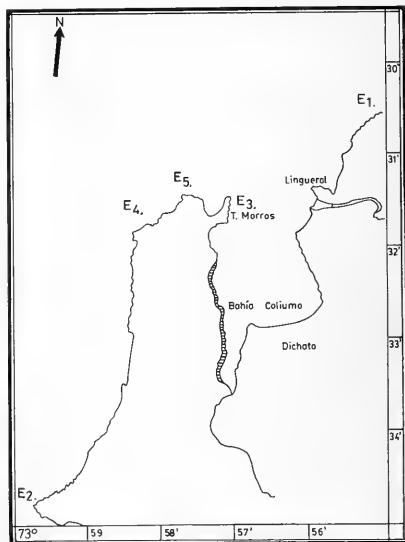 N
30'
E1.
31'
Lingueral
E5.
E4.
E3.
T. Morros
32'
Bahía Coliumo
33'
Dichato
34'
E2.
73° 59 58' 57' 56'